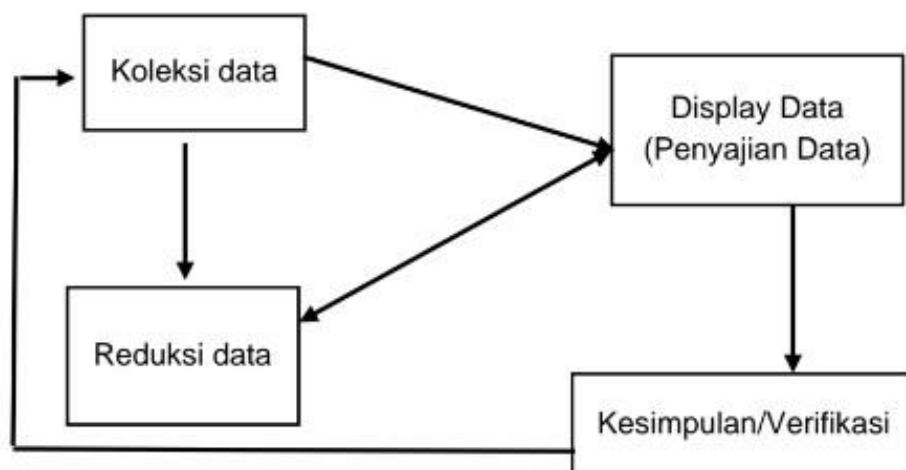 Koleksi data
Display Data
(Penyajian Data)
Reduksi data
Kesimpulan/Verifikasi